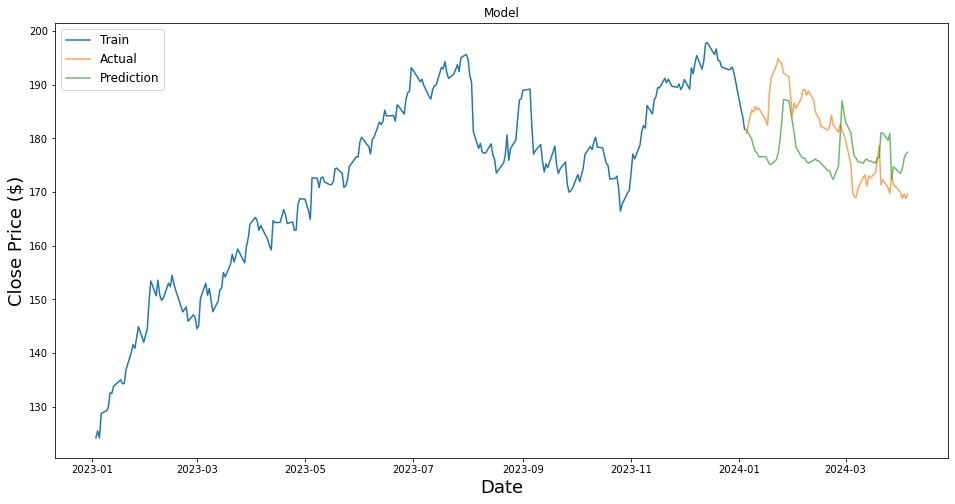 Model
Train
Actual
Prediction
200
190
180
170
160
150
140
130
Close Price ($)
2023-01
2023-03
2023-05
2023-07
2023-09
2023-11
2024-01
2024-03
Date